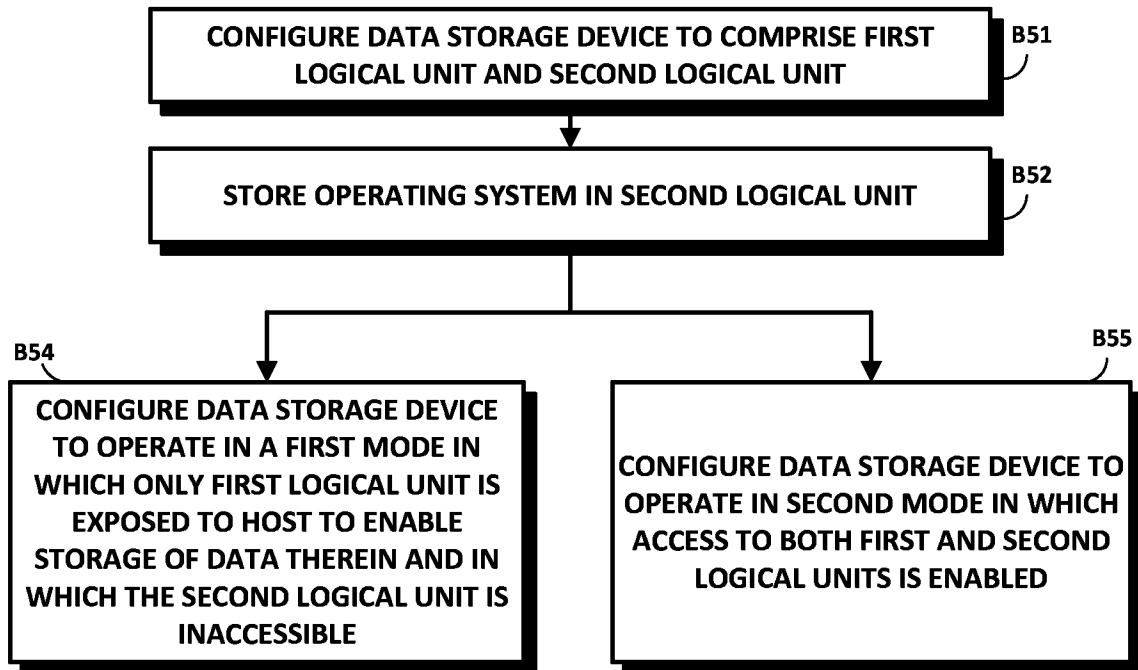 CONFIGURE DATA STORAGE DEVICE TO COMPRISE FIRST
LOGICAL UNIT AND SECOND LOGICAL UNIT
B51
STORE OPERATING SYSTEM IN SECOND LOGICAL UNIT
B52
B54
CONFIGURE DATA STORAGE DEVICE
TO OPERATE IN A FIRST MODE IN
WHICH ONLY FIRST LOGICAL UNIT IS
EXPOSED TO HOST TO ENABLE
STORAGE OF DATA THEREIN AND IN
WHICH THE SECOND LOGICAL UNIT IS
INACCESSIBLE
B55
CONFIGURE DATA STORAGE DEVICE TO
OPERATE IN SECOND MODE IN WHICH
ACCESS TO BOTH FIRST AND SECOND
LOGICAL UNITS IS ENABLED